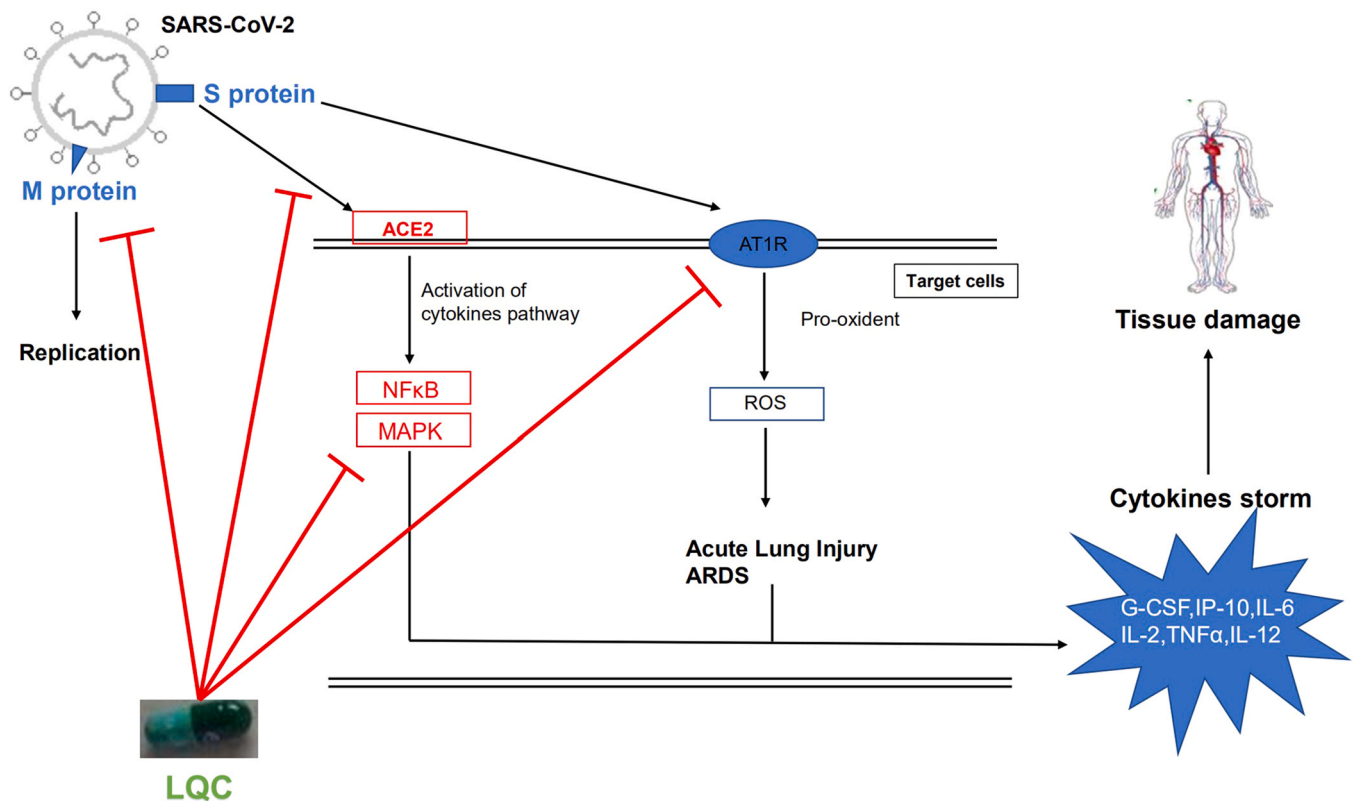 SARS-CoV-2
S protein
M protein
ACE2
AT1R
Target cells
Activation of
cytokines pathway
Pro-oxident
Tissue damage
Replication
NFκB
MAPK
ROS
Cytokines storm
Acute Lung Injury
ARDS
G-CSF,IP-10,IL-6
IL-2,TNFα,IL-12
LQC